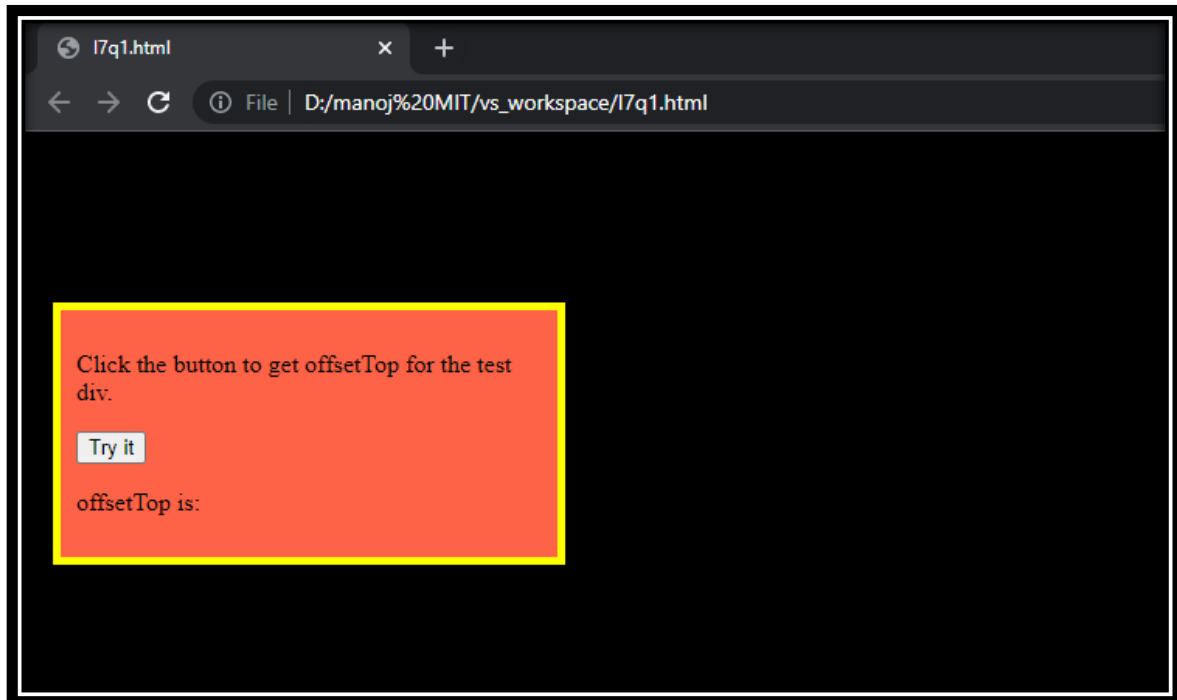 l7q1.html
File
D:/manoj%20MIT/vs_workspace/l7q1.html
Click the button to get offsetTop for the test
div.
Try it
offsetTop is: